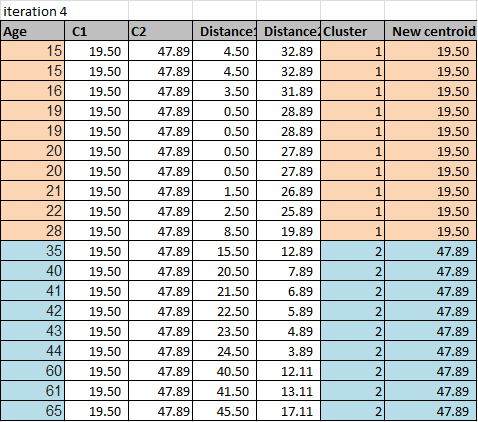 iteration 4
Age C1 C2 Distance1 Distance2 Cluster New centroid
15 19.50 47.89 4.50 32.89 1 19.50
15 19.50 47.89 4.50 32.89 1 19.50
16 19.50 47.89 3.50 31.89 1 19.50
19 19.50 47.89 0.50 28.89 1 19.50
19 19.50 47.89 0.50 28.89 1 19.50
20 19.50 47.89 0.50 27.89 1 19.50
20 19.50 47.89 0.50 27.89 1 19.50
21 19.50 47.89 1.50 26.89 1 19.50
22 19.50 47.89 2.50 25.89 1 19.50
28 19.50 47.89 8.50 19.89 1 19.50
35 19.50 47.89 15.50 12.89 2 47.89
40 19.50 47.89 20.50 7.89 2 47.89
41 19.50 47.89 21.50 6.89 2 47.89
42 19.50 47.89 22.50 5.89 2 47.89
43 19.50 47.89 23.50 4.89 2 47.89
44 19.50 47.89 24.50 3.89 2 47.89
60 19.50 47.89 40.50 12.11 2 47.89
61 19.50 47.89 41.50 13.11 2 47.89
65 19.50 47.89 45.50 17.11 2 47.89